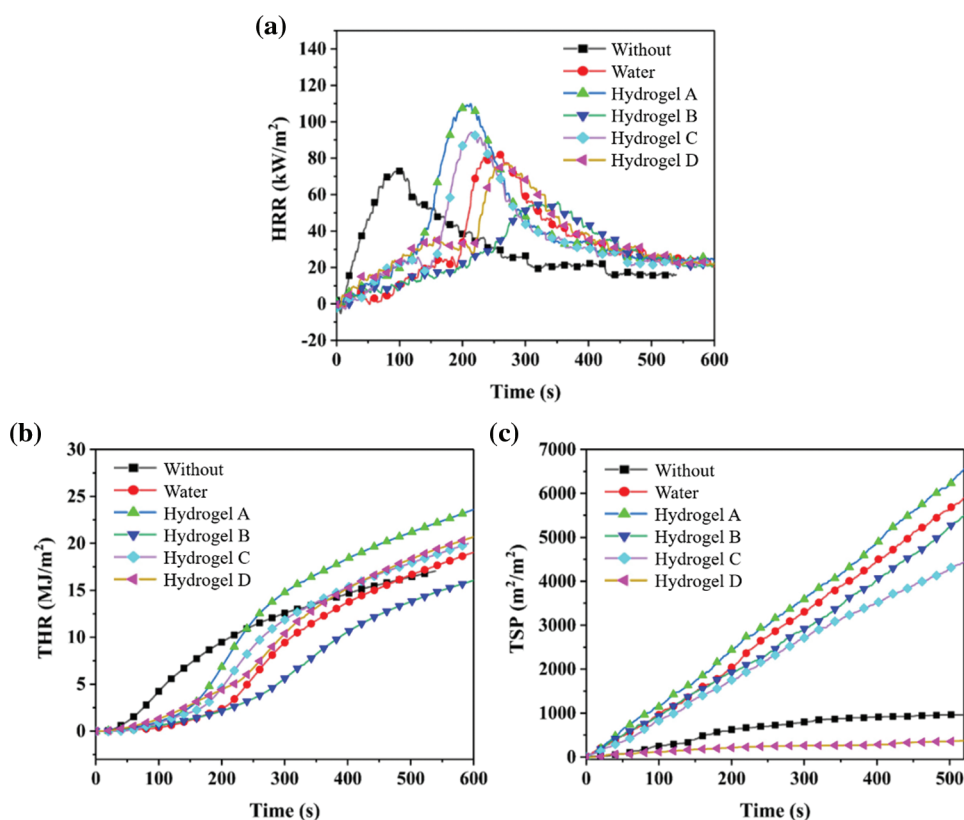 (a)
140
120
100
80
60
40
20
0
-20
HRR (kW/m²)
Without
Water
Hydrogel A
Hydrogel B
Hydrogel C
Hydrogel D
0 100 200 300 400 500 600
Time (s)
(b)
30
25
20
15
10
5
0
THR (MJ/m²)
Without
Water
Hydrogel A
Hydrogel B
Hydrogel C
Hydrogel D
0 100 200 300 400 500 600
Time (s)
(c)
7000
6000
5000
4000
3000
2000
1000
0
TSP (m²/m²)
Without
Water
Hydrogel A
Hydrogel B
Hydrogel C
Hydrogel D
0 100 200 300 400 500
Time (s)